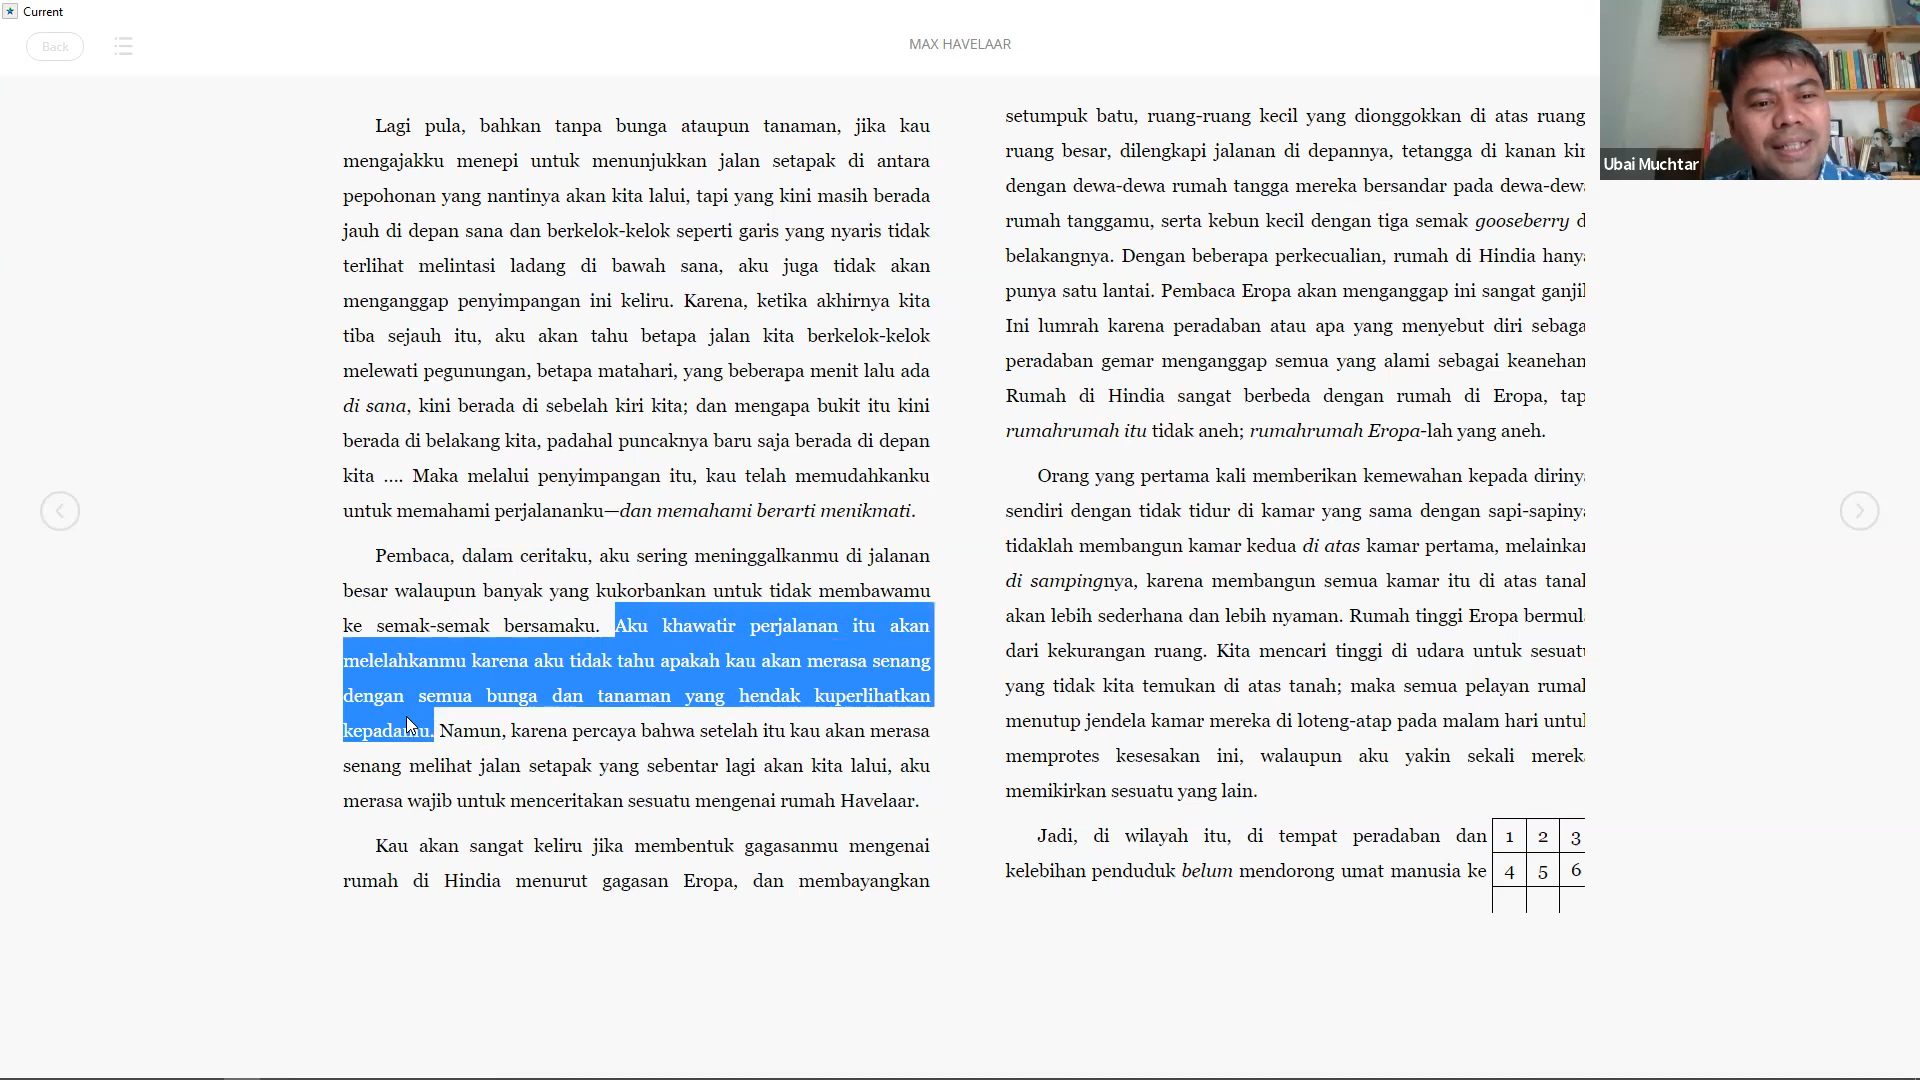 Current
Back
MAX HAVELAAR
Ubai Muchtar
Lagi pula, bahkan tanpa bunga ataupun tanaman, jika kau
mengajakku menepi untuk menunjukkan jalan setapak di antara
pepohonan yang nantinya akan kita lalui, tapi yang kini masih berada
jauh di depan sana dan berkelok-kelok seperti garis yang nyaris tidak
terlihat melintasi ladang di bawah sana, aku juga tidak akan
menganggap penyimpangan ini keliru. Karena, ketika akhirnya kita
tiba sejauh itu, aku akan tahu betapa jalan kita berkelok-kelok
melewati pegunungan, betapa matahari, yang beberapa menit lalu ada
di sana, kini berada di sebelah kiri kita; dan mengapa bukit itu kini
berada di belakang kita, padahal puncaknya baru saja berada di depan
kita .... Maka melalui penyimpangan itu, kau telah memudahkanku
untuk memahami perjalananku—dan memahami berarti menikmati.
Pembaca, dalam ceritaku, aku sering meninggalkanmu di jalanan
besar walaupun banyak yang kukorbankan untuk tidak membawamu
ke semak-semak bersamaku. Aku khawatir perjalanan itu akan
melelahkanmu karena aku tidak tahu apakah kau akan merasa senang
dengan semua bunga dan tanaman yang hendak kuperlihatkan
kepadamu. Namun, karena percaya bahwa setelah itu kau akan merasa
senang melihat jalan setapak yang sebentar lagi akan kita lalui, aku
merasa wajib untuk menceritakan sesuatu mengenai rumah Havelaar.
Kau akan sangat keliru jika membentuk gagasanmu mengenai
rumah di Hindia menurut gagasan Eropa, dan membayangkan
setumpuk batu, ruang-ruang kecil yang dionggokkan di atas ruang
ruang besar, dilengkapi jalanan di depannya, tetangga di kanan kir
dengan dewa-dewa rumah tangga mereka bersandar pada dewa-dewa
rumah tanggamu, serta kebun kecil dengan tiga semak gooseberry d
belakangnya. Dengan beberapa perkecualian, rumah di Hindia hanya
punya satu lantai. Pembaca Eropa akan menganggap ini sangat ganjil
Ini lumrah karena peradaban atau apa yang menyebut diri sebaga
peradaban gemar menganggap semua yang alami sebagai keanehan
Rumah di Hindia sangat berbeda dengan rumah di Eropa, tap
rumahrumah itu tidak aneh; rumahrumah Eropa-lah yang aneh.
Orang yang pertama kali memberikan kemewahan kepada diriny
sendiri dengan tidak tidur di kamar yang sama dengan sapi-sapiny
tidaklah membangun kamar kedua di atas kamar pertama, melainkan
di sampingnya, karena membangun semua kamar itu di atas tanah
akan lebih sederhana dan lebih nyaman. Rumah tinggi Eropa bermula
dari kekurangan ruang. Kita mencari tinggi di udara untuk sesuatu
yang tidak kita temukan di atas tanah; maka semua pelayan rumah
menutup jendela kamar mereka di loteng-atap pada malam hari untuk
memprotes kesesakan ini, walaupun aku yakin sekali mereka
memikirkan sesuatu yang lain.
Jadi, di wilayah itu, di tempat peradaban dan
kelebihan penduduk belum mendorong umat manusia ke
1 2 3
4 5 6